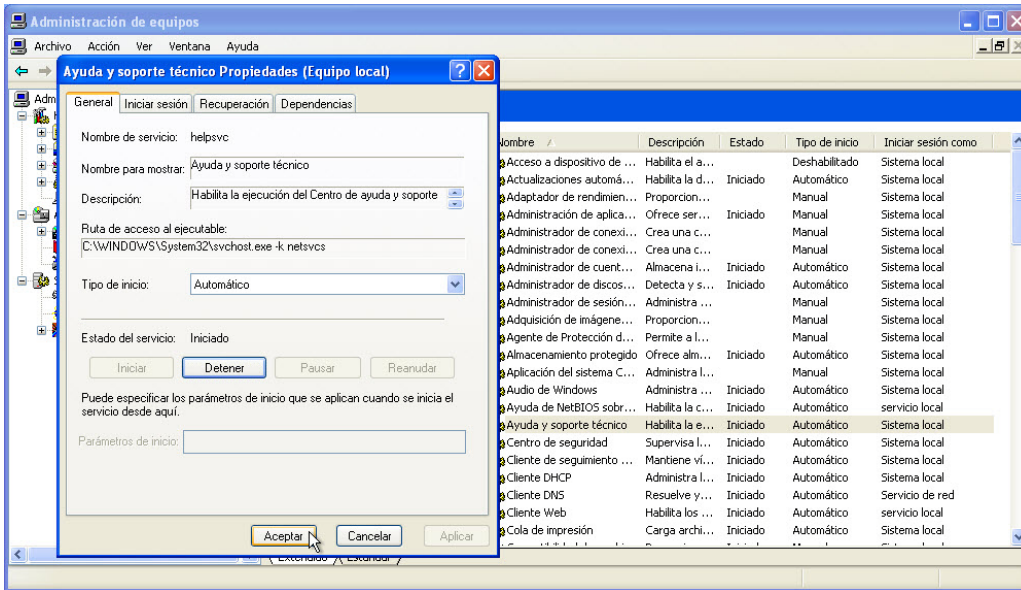 Administración de equipos
Archivo Acción Ver Ventana Ayuda
Ayuda y soporte técnico Propiedades (Equipo local)
Adm
General Iniciar sesión Recuperación Dependencias
Nombre de servicio: helpsvc
Nombre para mostrar: Ayuda y soporte técnico
Descripción: Habilita la ejecución del Centro de ayuda y soporte
Ruta de acceso al ejecutable:
C:\WINDOWS\System32\svchost.exe -k netsvcs
Tipo de inicio: Automático
Estado del servicio: Iniciado
Iniciar Detener Pausar Reanudar
Puede especificar los parámetros de inicio que se aplican cuando se inicia el
servicio desde aquí.
Parámetros de inicio:
Aceptar Cancelar Aplicar
Nombre Descripción Estado Tipo de inicio Iniciar sesión como
Acceso a dispositivo de ... Habilita el a... Deshabilitado Sistema local
Actualizaciones automá... Habilita la d... Iniciado Automático Sistema local
Adaptador de rendimien... Proporcion... Manual Sistema local
Administración de aplica... Ofrece ser... Iniciado Manual Sistema local
Administrador de conexi... Crea una c... Manual Sistema local
Administrador de conexi... Crea una c... Manual Sistema local
Administrador de cuent... Almacena i... Iniciado Automático Sistema local
Administrador de discos... Detecta y s... Iniciado Automático Sistema local
Administrador de sesión... Administra ... Manual Sistema local
Adquisición de imágene... Proporcion... Manual Sistema local
Agente de Protección d... Permite a l... Manual Sistema local
Almacenamiento protegido Ofrece alm... Iniciado Automático Sistema local
Aplicación del sistema C... Administra l... Manual Sistema local
Audio de Windows Administra ... Iniciado Automático Sistema local
Ayuda de NetBIOS sobr... Habilita la c... Iniciado Automático servicio local
Ayuda y soporte técnico Habilita la e... Iniciado Automático Sistema local
Centro de seguridad Supervisa l... Iniciado Automático Sistema local
Cliente de seguimiento ... Mantiene ví... Iniciado Automático Sistema local
Cliente DHCP Administra l... Iniciado Automático Sistema local
Cliente DNS Resuelve y... Iniciado Automático Servicio de red
Cliente Web Habilita los ... Iniciado Automático servicio local
Cola de impresión Carga archi... Iniciado Automático Sistema local
Extendido Estándar